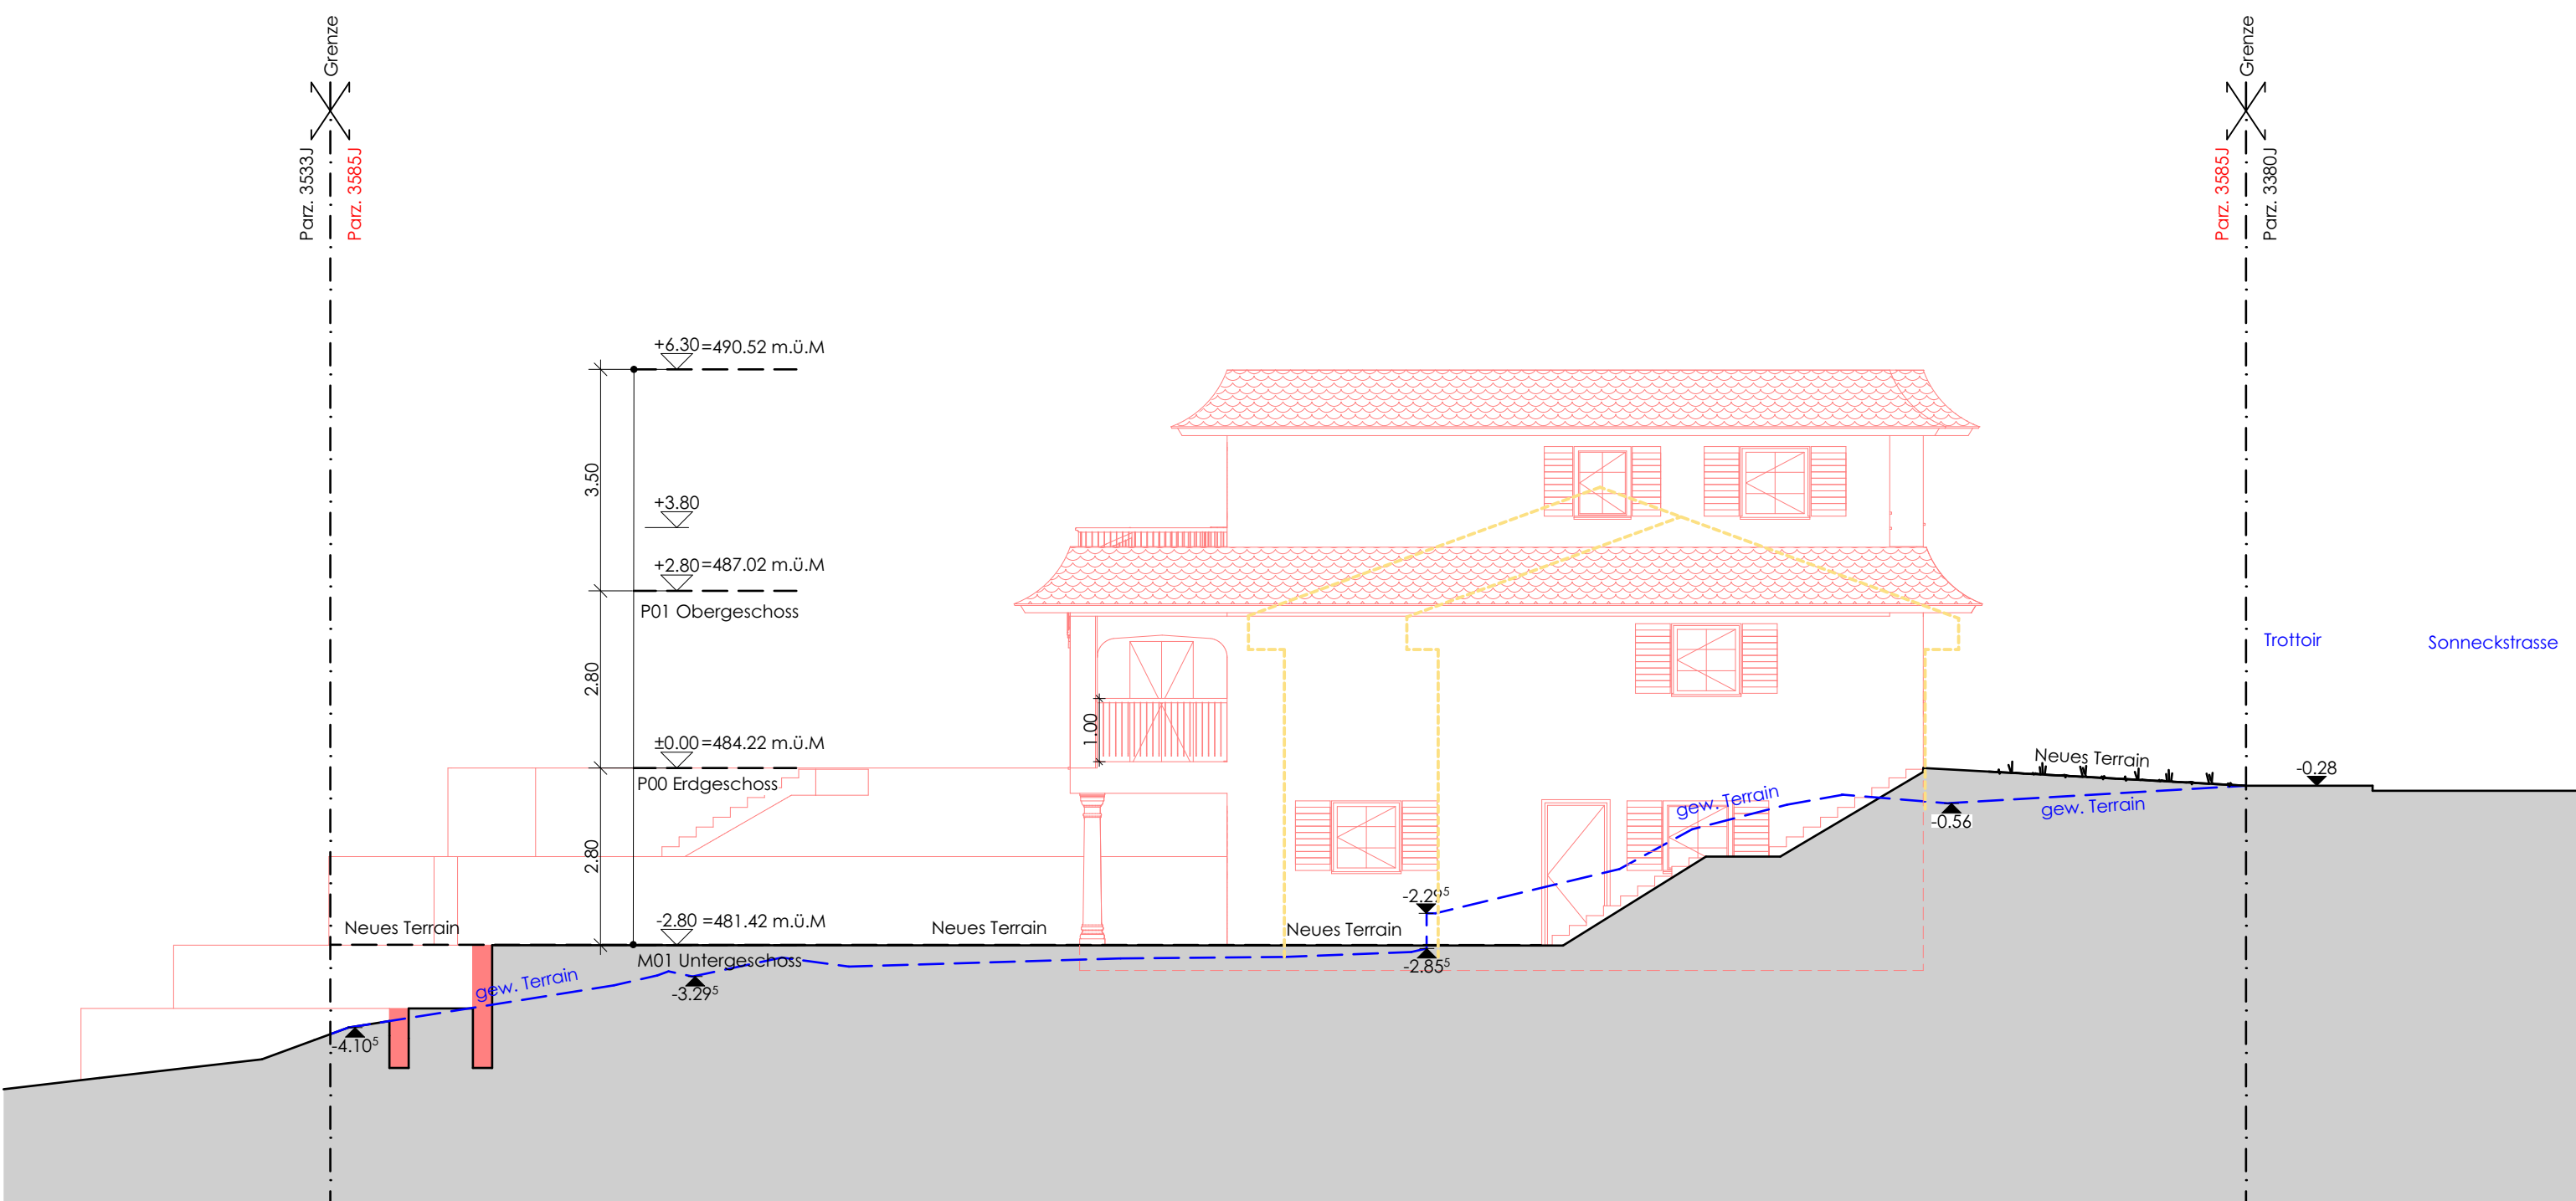 Grenze
Parz. 3533J
Parz. 3585J
Grenze
Parz. 3585J
Parz. 3380J
+6.30 =490.52 m.ü.M
3.50
+3.80
+2.80 =487.02 m.ü.M
P01 Obergeschoss
2.80
±0.00 =484.22 m.ü.M
P00 Erdgeschoss
2.80
-2.80 =481.42 m.ü.M
M01 Untergeschoss
1.00
Trottoir
Sonneckstrasse
Neues Terrain
-0.28
gew. Terrain
-0.56
gew. Terrain
-2.29⁵
Neues Terrain
Neues Terrain
Neues Terrain
-2.85⁵
gew. Terrain
-3.29⁵
-4.10⁵